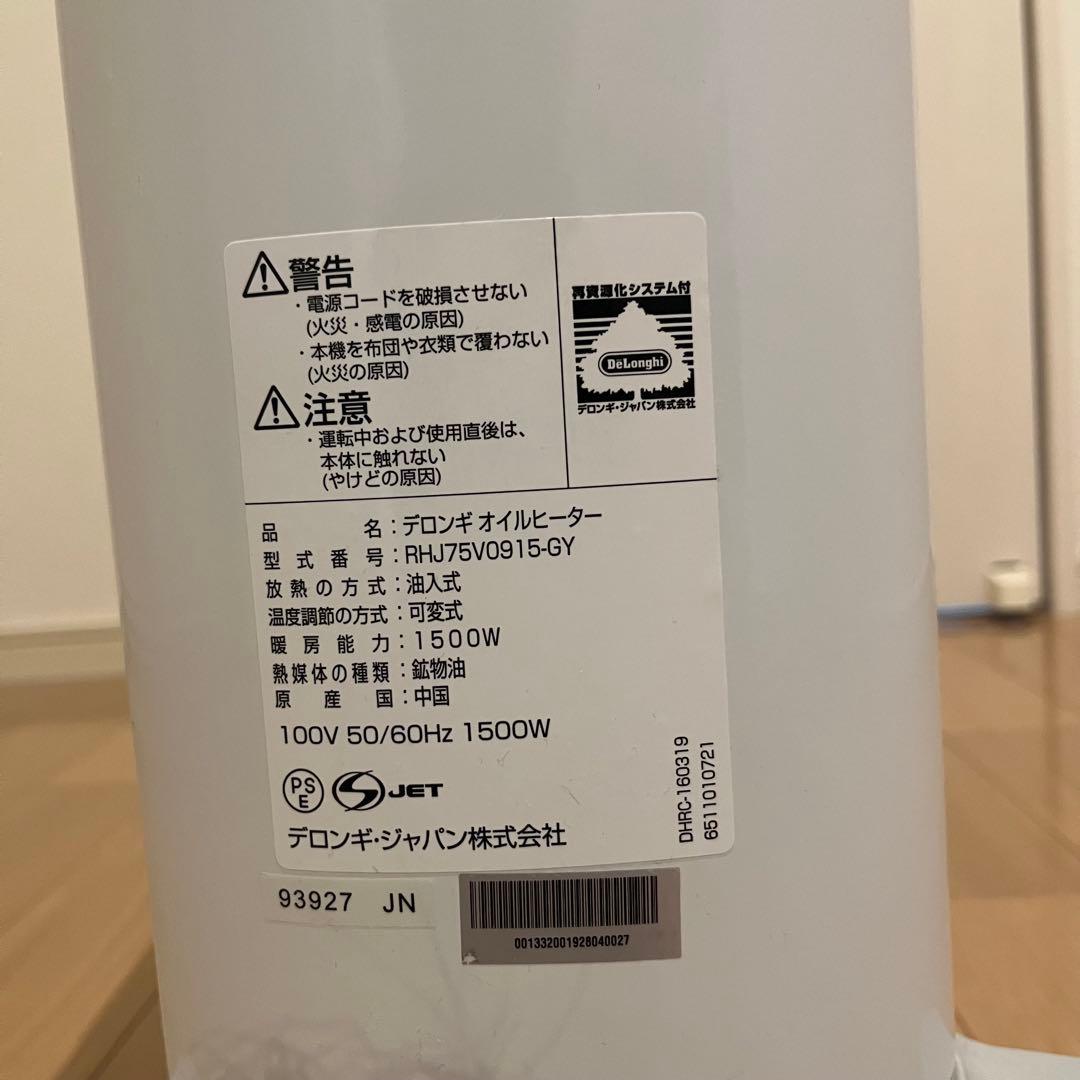 警告
・電源コードを破損させない
(火災・感電の原因)
・本機を布団や衣類で覆わない
(火災の原因)
注意
・運転中および使用直後は、
本体に触れない
(やけどの原因)
再資源化システム付
DeLonghi
デロンギ・ジャパン株式会社
品名：デロンギ オイルヒーター
型式番号：RHJ75V0915-GY
放熱の方式：油入式
温度調節の方式：可変式
暖房能力：1500W
熱媒体の種類：鉱物油
原産国：中国
100V 50/60Hz 1500W
PSE
JET
デロンギ・ジャパン株式会社
DHRC-160319
6511010721
93927 JN
001332001928040027